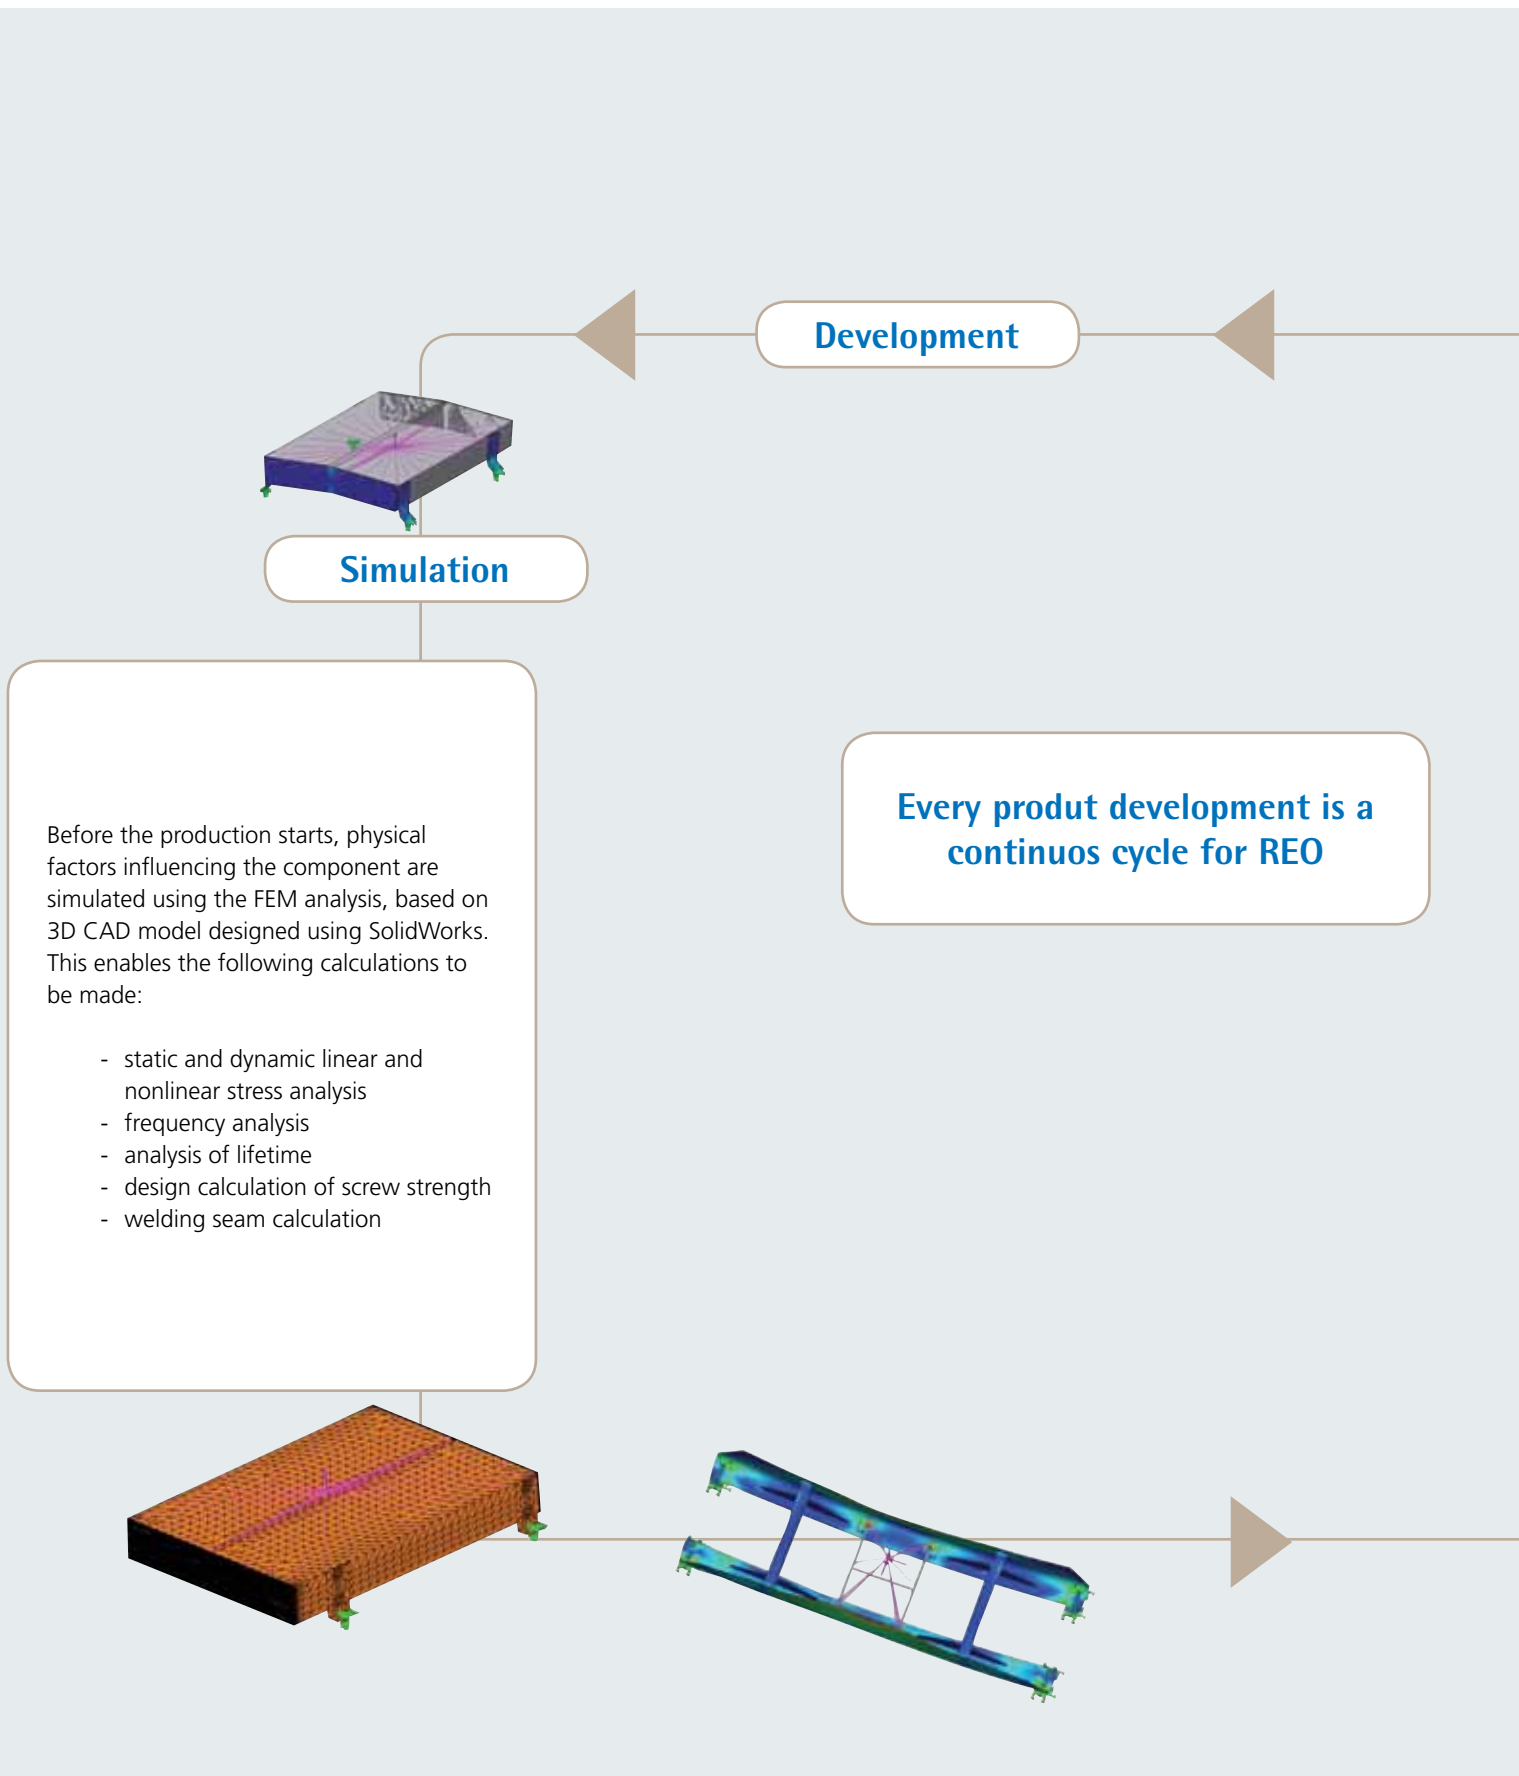 Development
Simulation
Before the production starts, physical
factors influencing the component are
simulated using the FEM analysis, based on
3D CAD model designed using SolidWorks.
This enables the following calculations to
be made:
- static and dynamic linear and
nonlinear stress analysis
- frequency analysis
- analysis of lifetime
- design calculation of screw strength
- welding seam calculation
Every produt development is a
continuos cycle for REO